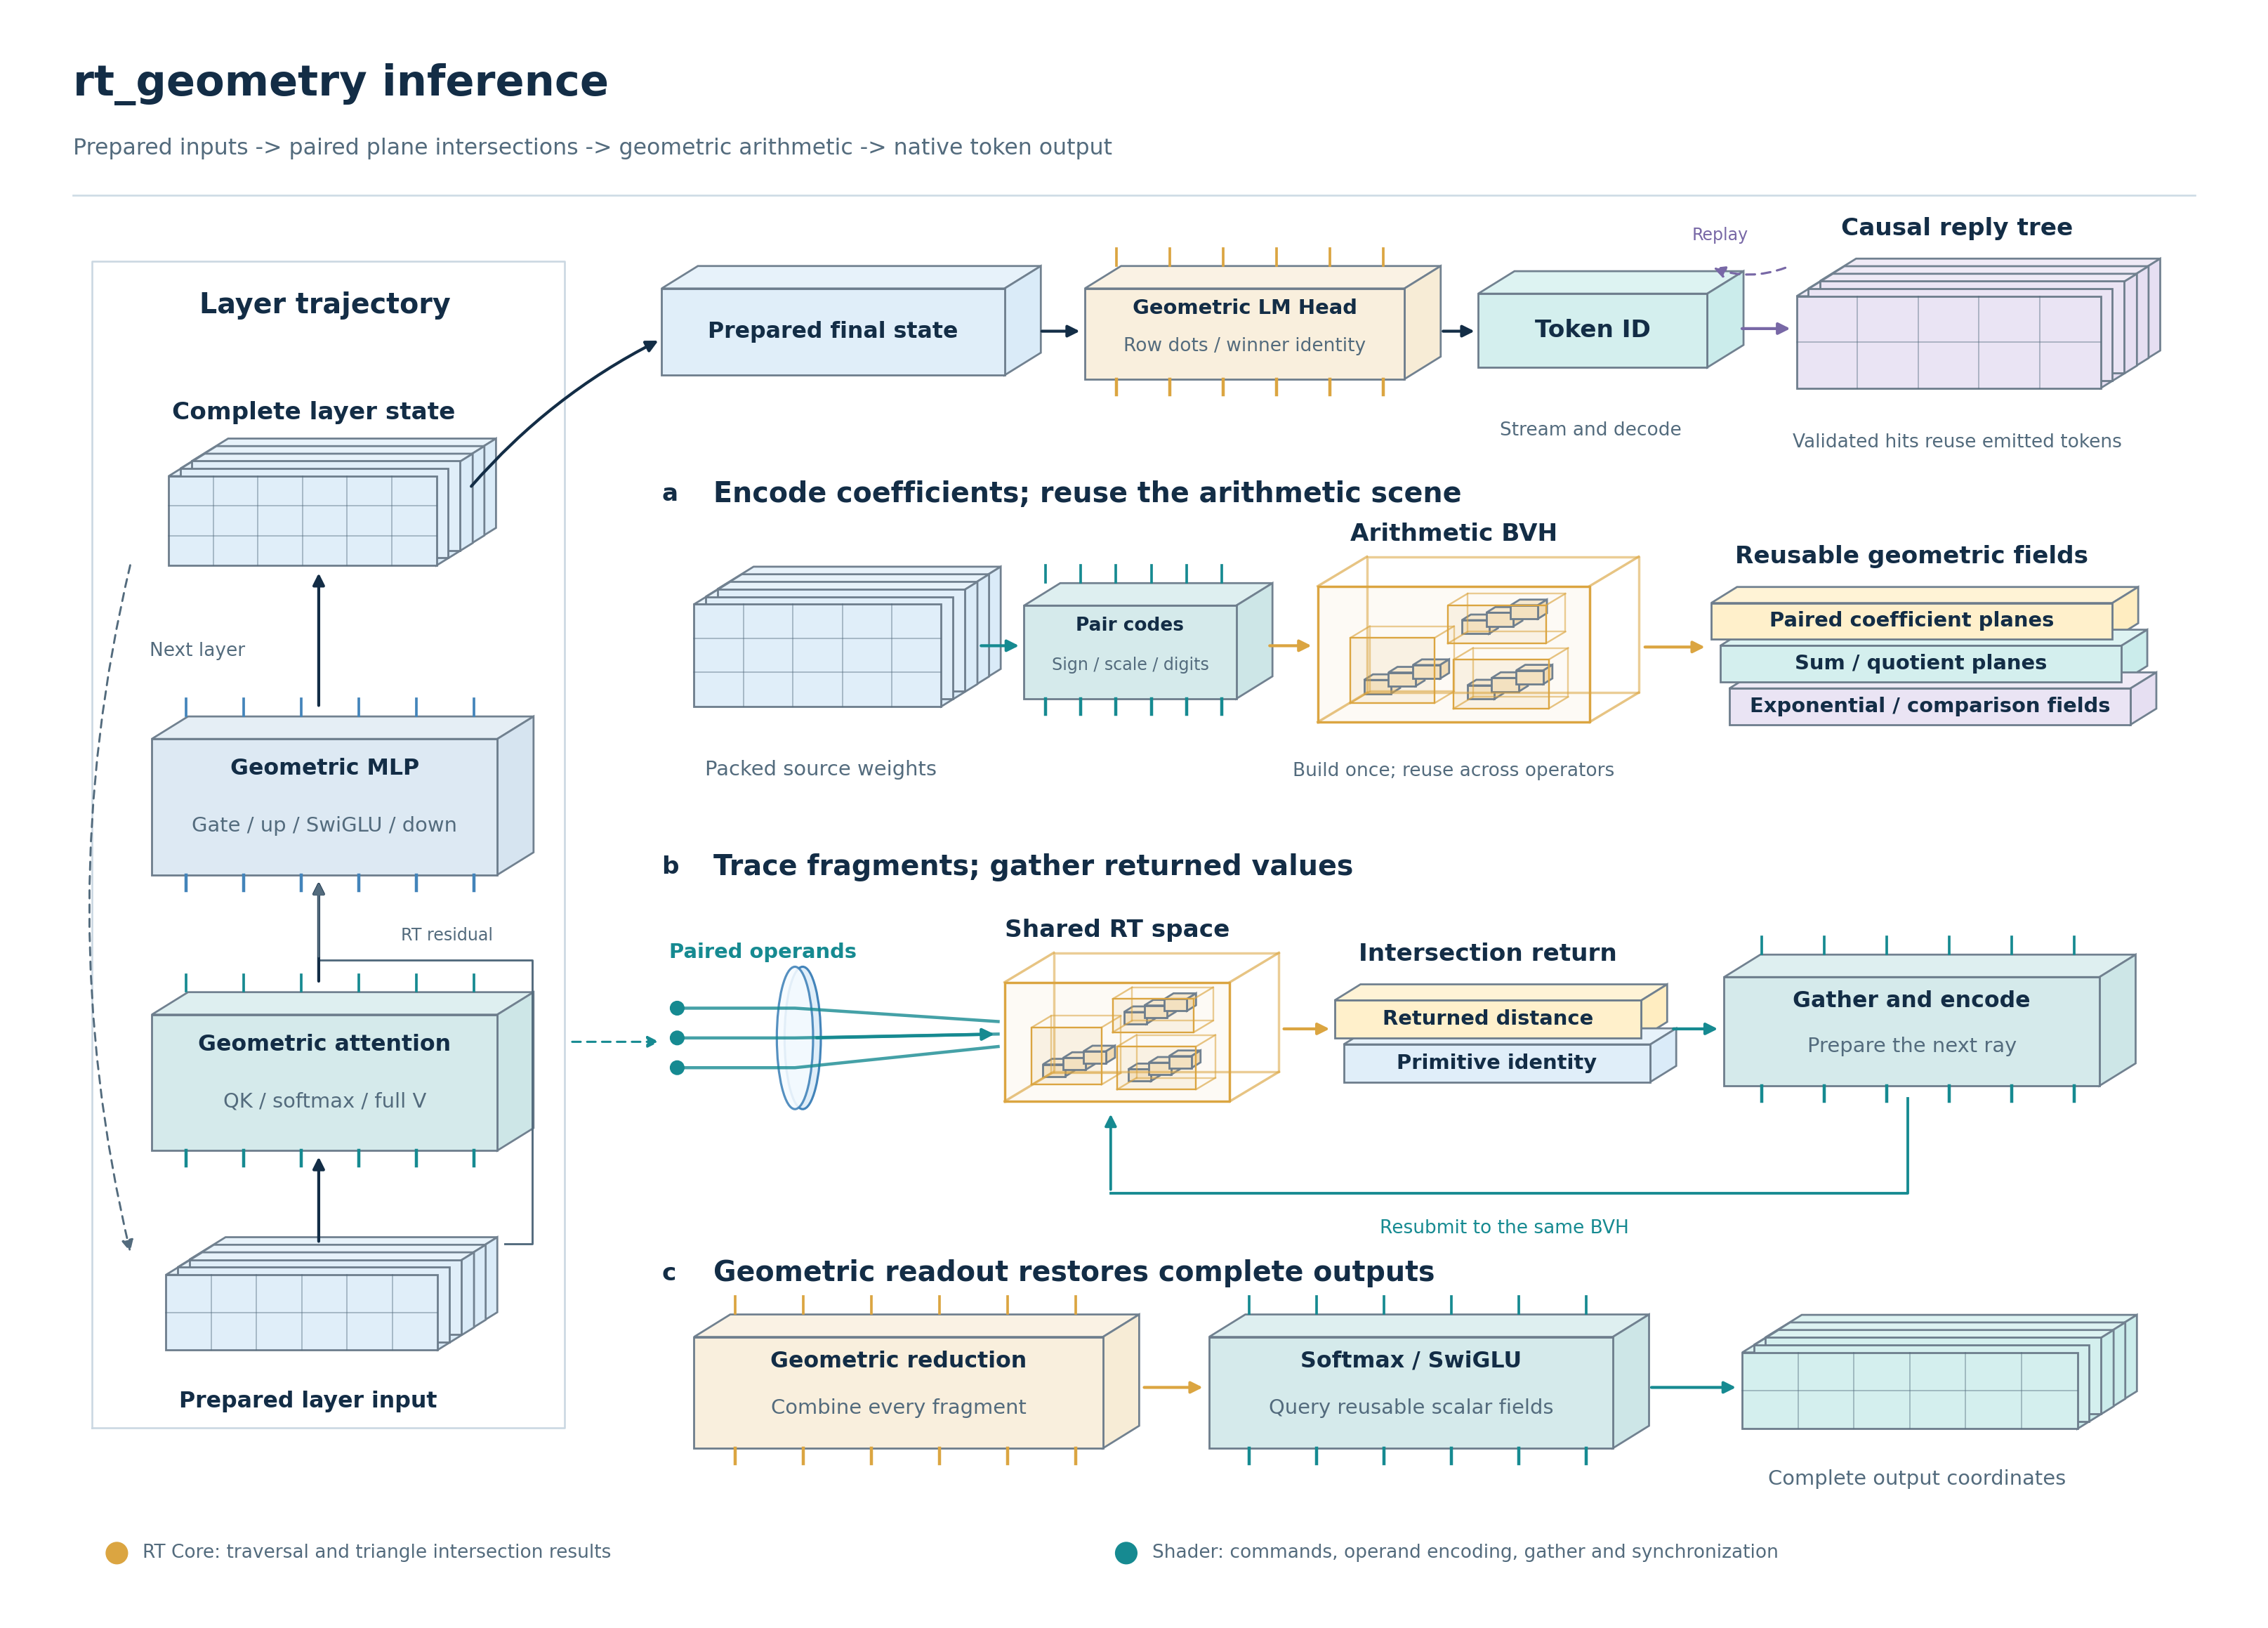 rt_geometry inference
Prepared inputs -> paired plane intersections -> geometric arithmetic -> native token output
Layer trajectory
Complete layer state
Next layer
Geometric MLP
Gate / up / SwiGLU / down
RT residual
Geometric attention
QK / softmax / full V
Prepared layer input
Prepared final state
Geometric LM Head
Row dots / winner identity
Token ID
Stream and decode
Replay
Causal reply tree
Validated hits reuse emitted tokens
a Encode coefficients; reuse the arithmetic scene
Packed source weights
Pair codes
Sign / scale / digits
Arithmetic BVH
Build once; reuse across operators
Reusable geometric fields
Paired coefficient planes
Sum / quotient planes
Exponential / comparison fields
b Trace fragments; gather returned values
Paired operands
Shared RT space
Intersection return
Returned distance
Primitive identity
Gather and encode
Prepare the next ray
Resubmit to the same BVH
c Geometric readout restores complete outputs
Geometric reduction
Combine every fragment
Softmax / SwiGLU
Query reusable scalar fields
Complete output coordinates
RT Core: traversal and triangle intersection results
Shader: commands, operand encoding, gather and synchronization